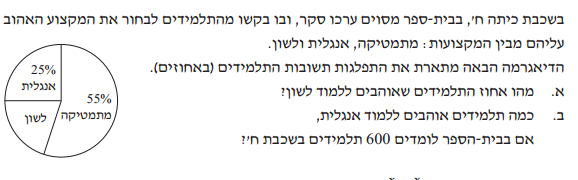 בשכבת כיתה ח', בבית-ספר מסוים ערכו סקר, ובו בקשו מהתלמידים לבחור את המקצוע האהוב
עליהם מבין המקצועות: מתמטיקה, אנגלית ולשון.
הדיאגרמה הבאה מתארת את התפלגות תשובות התלמידים (באחוזים).
א. מהו אחוז התלמידים שאוהבים ללמוד לשון?
ב. כמה תלמידים אוהבים ללמוד אנגלית,
אם בבית-הספר לומדים 600 תלמידים בשכבת ח'?
25%
אנגלית
55%
מתמטיקה
לשון